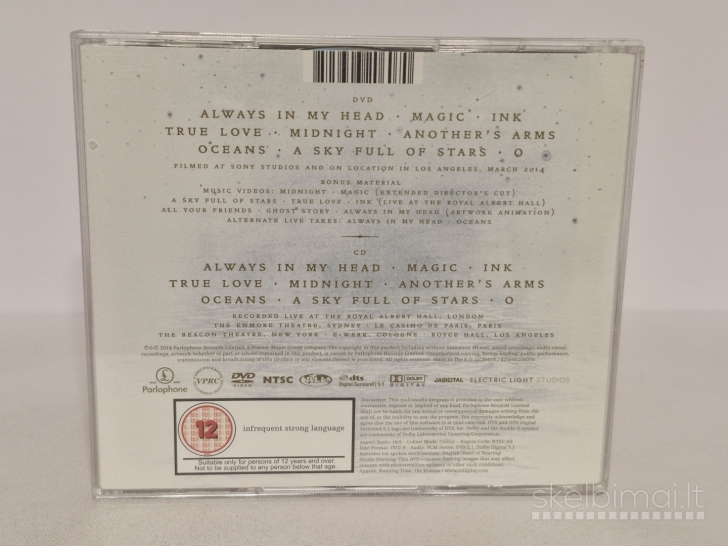 DVD
ALWAYS IN MY HEAD · MAGIC · INK
TRUE LOVE · MIDNIGHT · ANOTHER'S ARMS
OCEANS · A SKY FULL OF STARS · O
FILMED AT SONY STUDIOS AND ON LOCATION IN LOS ANGELES, MARCH 2014
BONUS MATERIAL
MUSIC VIDEOS: MIDNIGHT · MAGIC (EXTENDED DIRECTOR'S CUT)
A SKY FULL OF STARS · TRUE LOVE · INK (LIVE AT THE ROYAL ALBERT HALL)
ALL YOUR FRIENDS · GHOST STORY · ALWAYS IN MY HEAD (ARTWORK ANIMATION)
ALTERNATE LIVE TAKES: ALWAYS IN MY HEAD · OCEANS
CD
ALWAYS IN MY HEAD · MAGIC · INK
TRUE LOVE · MIDNIGHT · ANOTHER'S ARMS
OCEANS · A SKY FULL OF STARS · O
RECORDED LIVE AT THE ROYAL ALBERT HALL, LONDON
THE ENMORE THEATRE, SYDNEY · LE CASINO DE PARIS, PARIS
THE BEACON THEATRE, NEW YORK · E-WERK, COLOGNE · ROYCE HALL, LOS ANGELES
Parlophone VPRC DVD VIDEO NTSC dts Digital Surround 5.1 DOLBY DIGITAL JABDITAL ELECTRIC LIGHT STUDIOS
12
infrequent strong language
Suitable only for persons of 12 years and over.
Not to be supplied to any person below that age.
skelbimai.lt